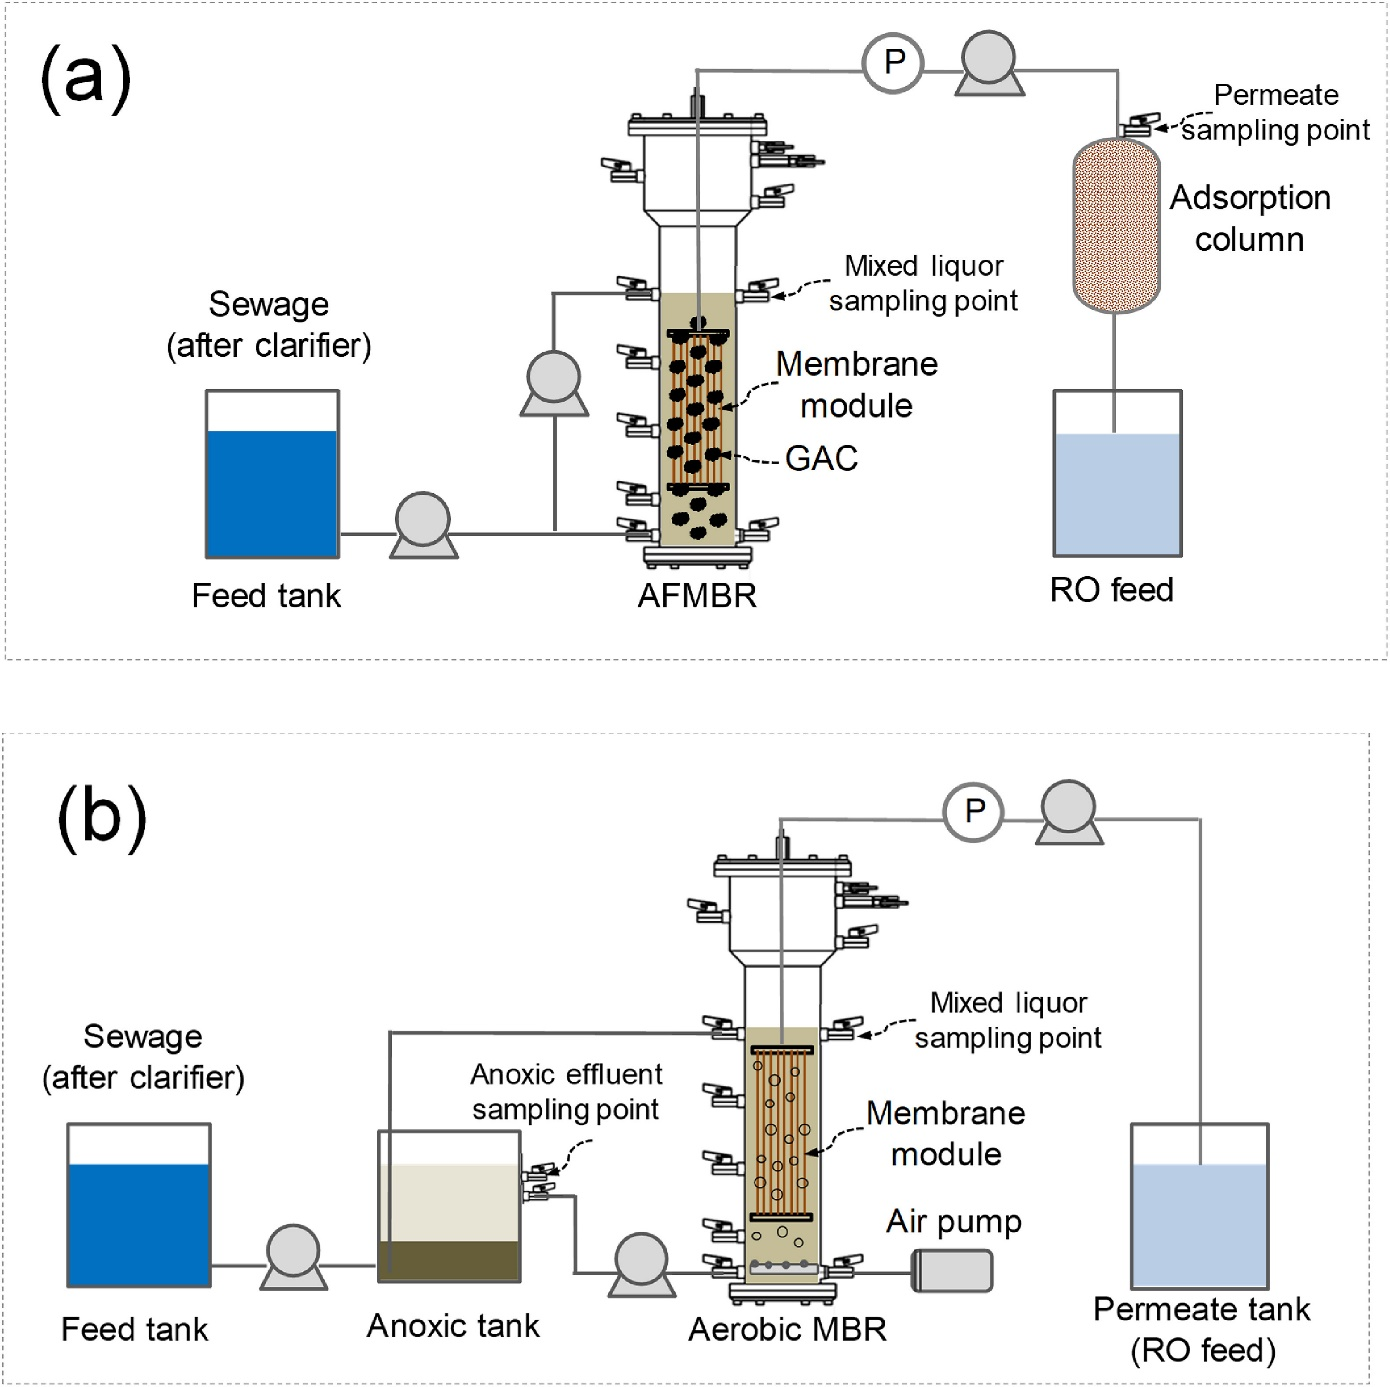 (a)
P
Permeate
sampling point
Adsorption
column
Mixed liquor
sampling point
Sewage
(after clarifier)
Membrane
module
GAC
Feed tank
AFMBR
RO feed
(b)
P
Mixed liquor
sampling point
Sewage
(after clarifier)
Anoxic effluent
sampling point
Membrane
module
Air pump
Feed tank
Anoxic tank
Aerobic MBR
Permeate tank
(RO feed)